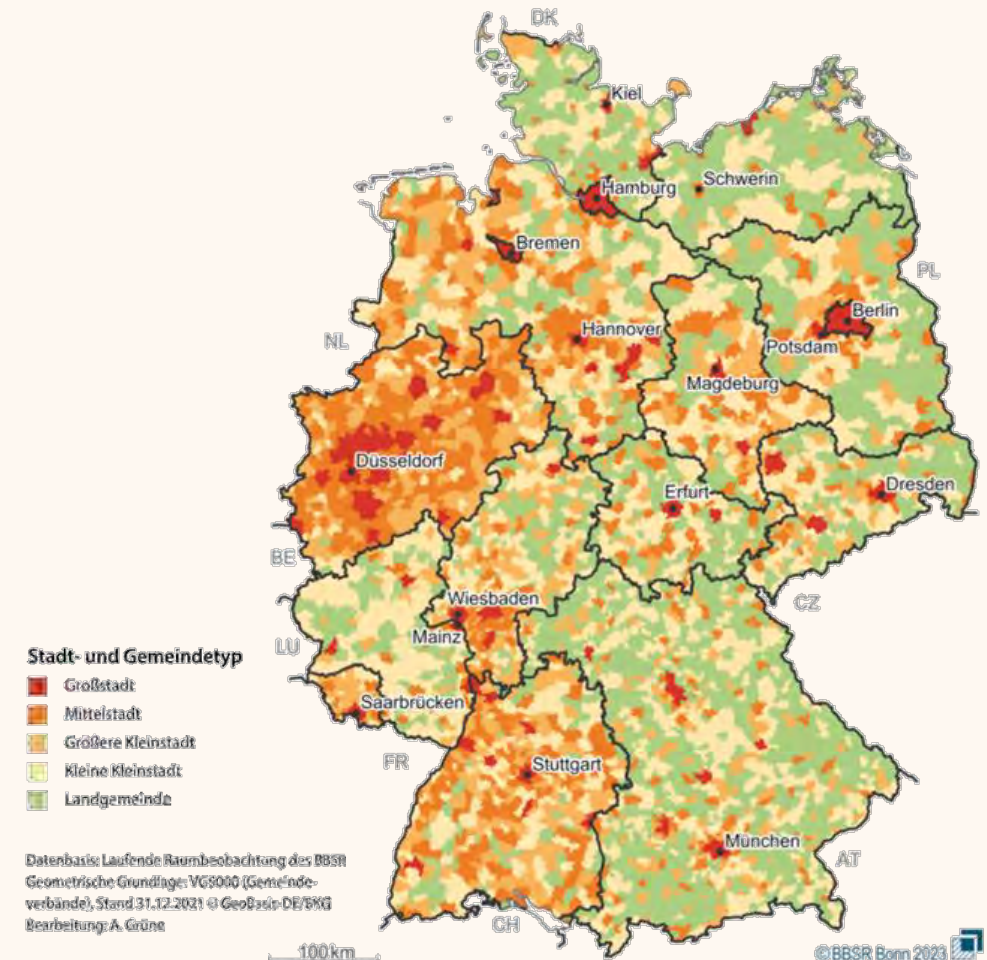 DK
Kiel
Hamburg
Schwerin
Bremen
PL
Berlin
NL
Hannover
Potsdam
Magdeburg
Düsseldorf
Dresden
Erfurt
BE
Wiesbaden
CZ
Mainz
LU
Stadt- und Gemeindetyp
Großstadt
Mittelstadt
Größere Kleinstadt
Kleine Kleinstadt
Landgemeinde
Saarbrücken
FR
Stuttgart
München
AT
CH
Datenbasis: Laufende Raumbeobachtung des BBSR
Geometrische Grundlage: VG5000 (Gemeinde-
verbände), Stand 31.12.2021 © GeoBasis-DE/BKG
Bearbeitung: A. Grüne
100 km
© BBSR Bonn 2023